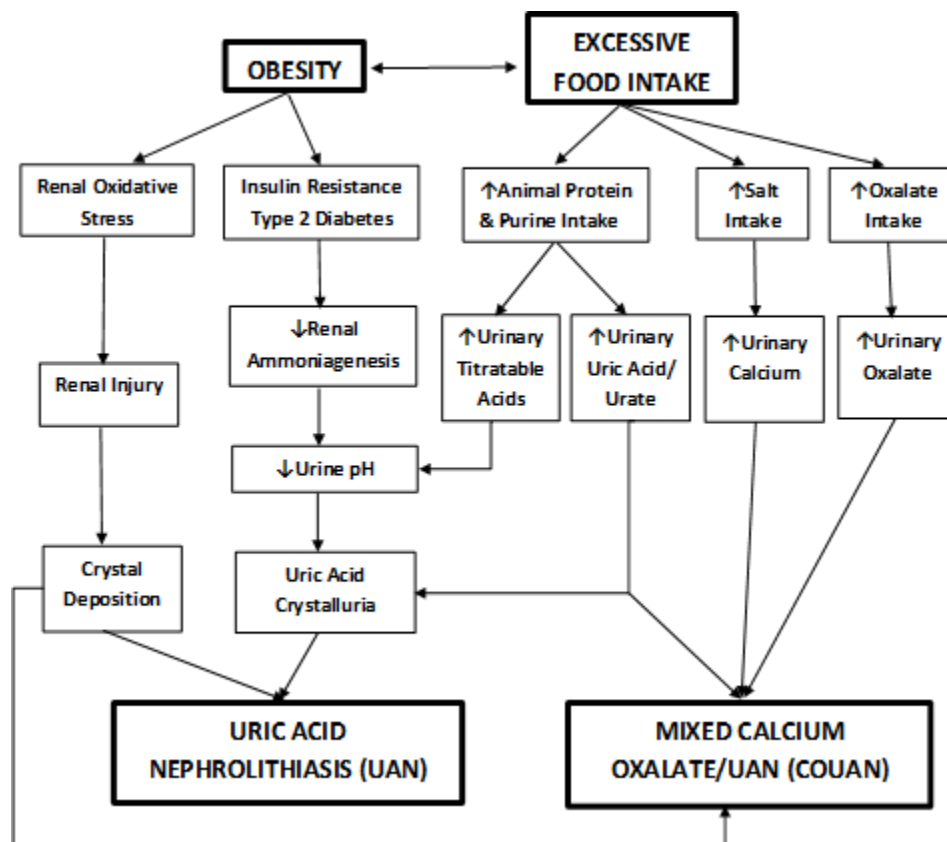 OBESITY
EXCESSIVE
FOOD INTAKE
Renal Oxidative
Stress
Insulin Resistance
Type 2 Diabetes
↑Animal Protein
& Purine Intake
↑Salt
Intake
↑Oxalate
Intake
↓Renal
Ammoniagenesis
↑Urinary
Titratable
Acids
↑Urinary
Uric Acid/
Urate
↑Urinary
Calcium
↑Urinary
Oxalate
Renal Injury
↓Urine pH
Crystal
Deposition
Uric Acid
Crystalluria
URIC ACID
NEPHROLITHIASIS (UAN)
MIXED CALCIUM
OXALATE/UAN (COUAN)